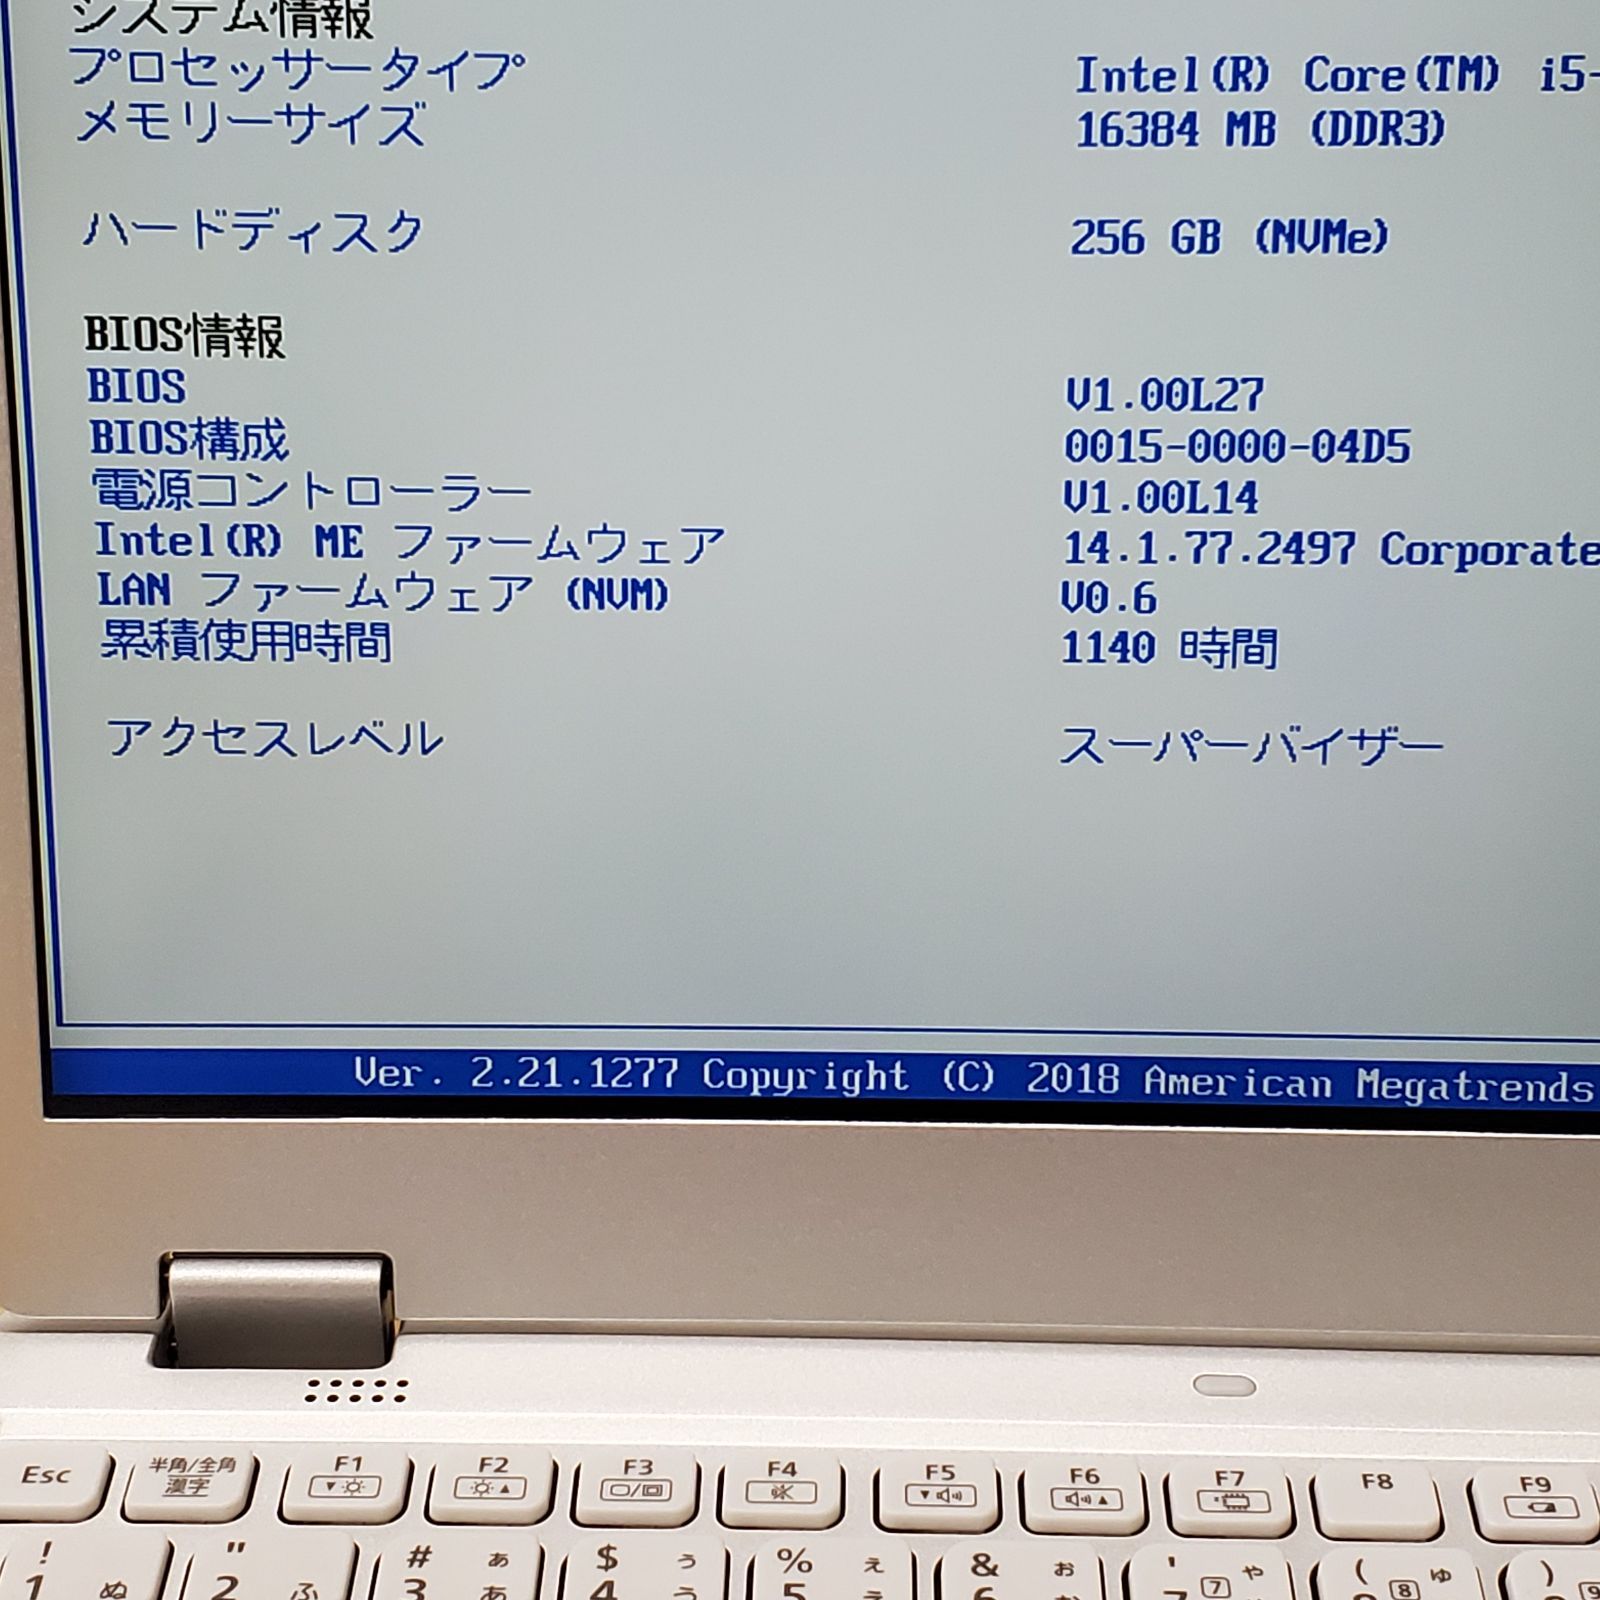 システム情報
プロセッサータイプ Intel(R) Core(TM) i5-
メモリーサイズ 16384 MB (DDR3)
ハードディスク 256 GB (NVMe)
BIOS情報
BIOS V1.00L27
BIOS構成 0015-0000-04D5
電源コントローラー V1.00L14
Intel(R) ME ファームウェア 14.1.77.2497 Corporate
LAN ファームウェア (NVM) V0.6
累積使用時間 1140 時間
アクセスレベル スーパーバイザー
Ver. 2.21.1277 Copyright (C) 2018 American Megatrends
Esc 半角/全角 漢字 F1 F2 F3 F4 F5 F6 F7 F8 F9
! " # ぁ $ ぅ % ぇ & ぉ ' ゃ ( ゅ )
1 ぬ 2 ふ 3 あ 4 う 5 え 6 お 7 7 8 9